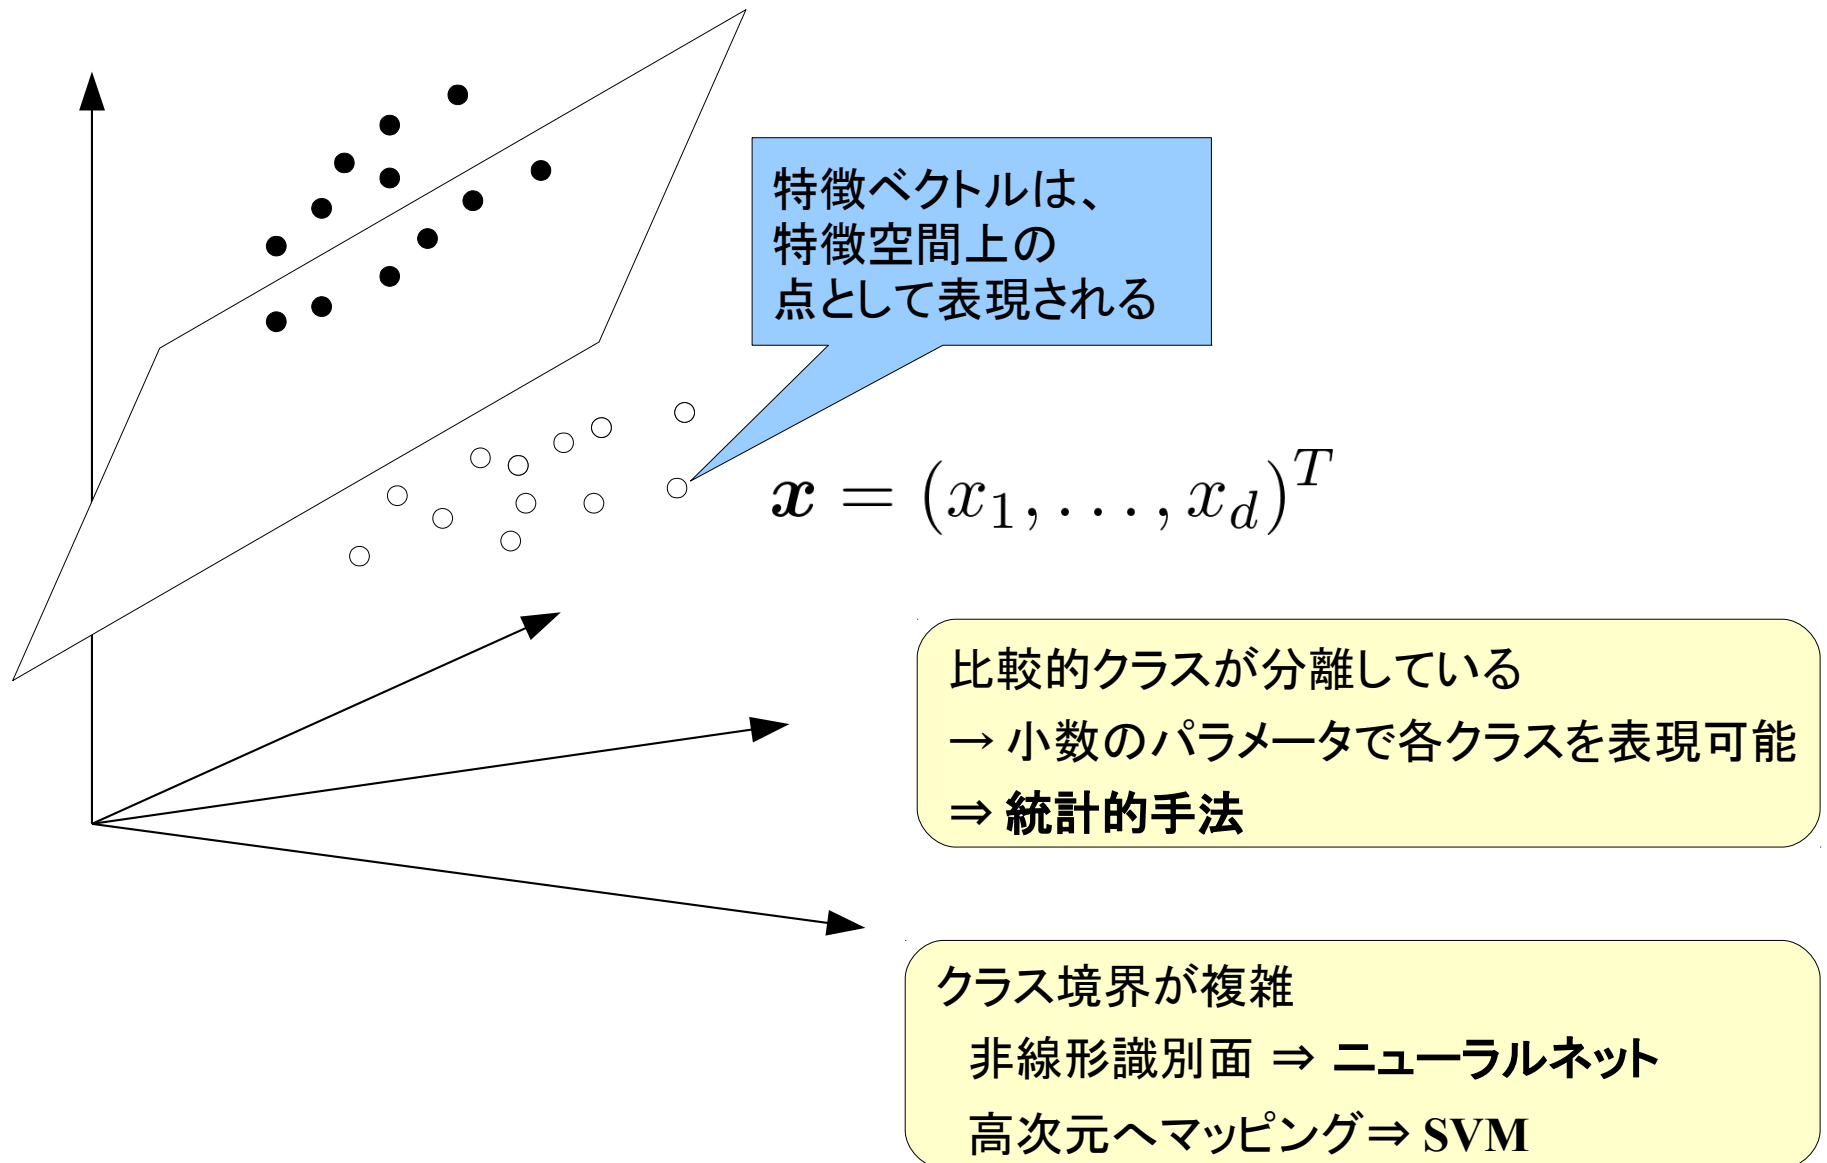 特徴ベクトルは、
特徴空間上の
点として表現される
x = (x₁, . . . , x_d)ᵀ
比較的クラスが分離している
→ 小数のパラメータで各クラスを表現可能
⇒ 統計的手法
クラス境界が複雑
非線形識別面 ⇒ ニューラルネット
高次元へマッピング⇒ SVM